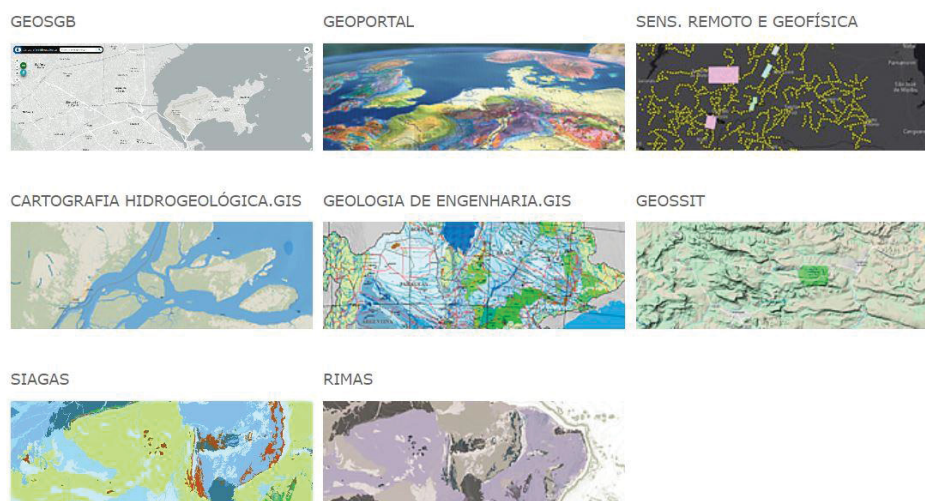 GEOSGB
GEOPORTAL
SENS. REMOTO E GEOFÍSICA
CARTOGRAFIA HIDROGEOLÓGICA.GIS
GEOLOGIA DE ENGENHARIA.GIS
GEOSSIT
SIAGAS
RIMAS